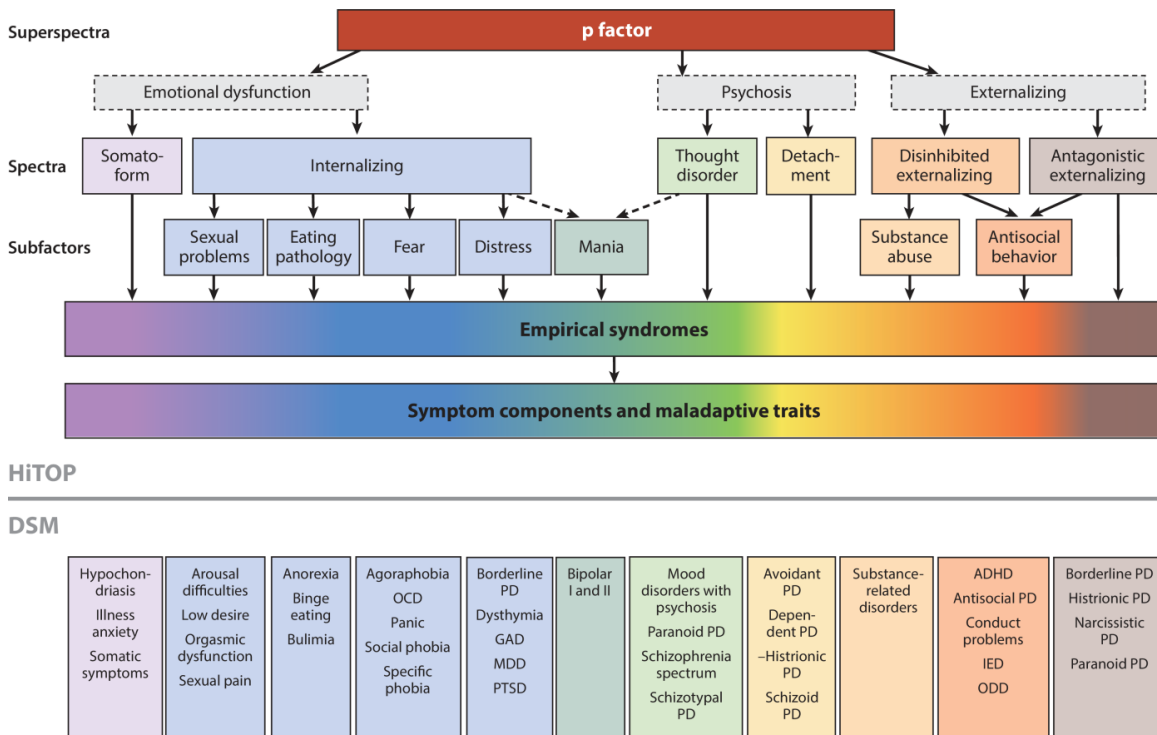 Superspectra
p factor
Emotional dysfunction
Psychosis
Externalizing
Spectra
Somato-
form
Internalizing
Thought
disorder
Detach-
ment
Disinhibited
externalizing
Antagonistic
externalizing
Subfactors
Sexual
problems
Eating
pathology
Fear
Distress
Mania
Substance
abuse
Antisocial
behavior
Empirical syndromes
Symptom components and maladaptive traits
HiTOP
DSM
Hypochon-
driasis
Illness
anxiety
Somatic
symptoms
Arousal
difficulties
Low desire
Orgasmic
dysfunction
Sexual pain
Anorexia
Binge
eating
Bulimia
Agoraphobia
OCD
Panic
Social phobia
Specific
phobia
Borderline
PD
Dysthymia
GAD
MDD
PTSD
Bipolar
I and II
Mood
disorders with
psychosis
Paranoid PD
Schizophrenia
spectrum
Schizotypal
PD
Avoidant
PD
Depen-
dent PD
–Histrionic
PD
Schizoid
PD
Substance-
related
disorders
ADHD
Antisocial PD
Conduct
problems
IED
ODD
Borderline PD
Histrionic PD
Narcissistic
PD
Paranoid PD